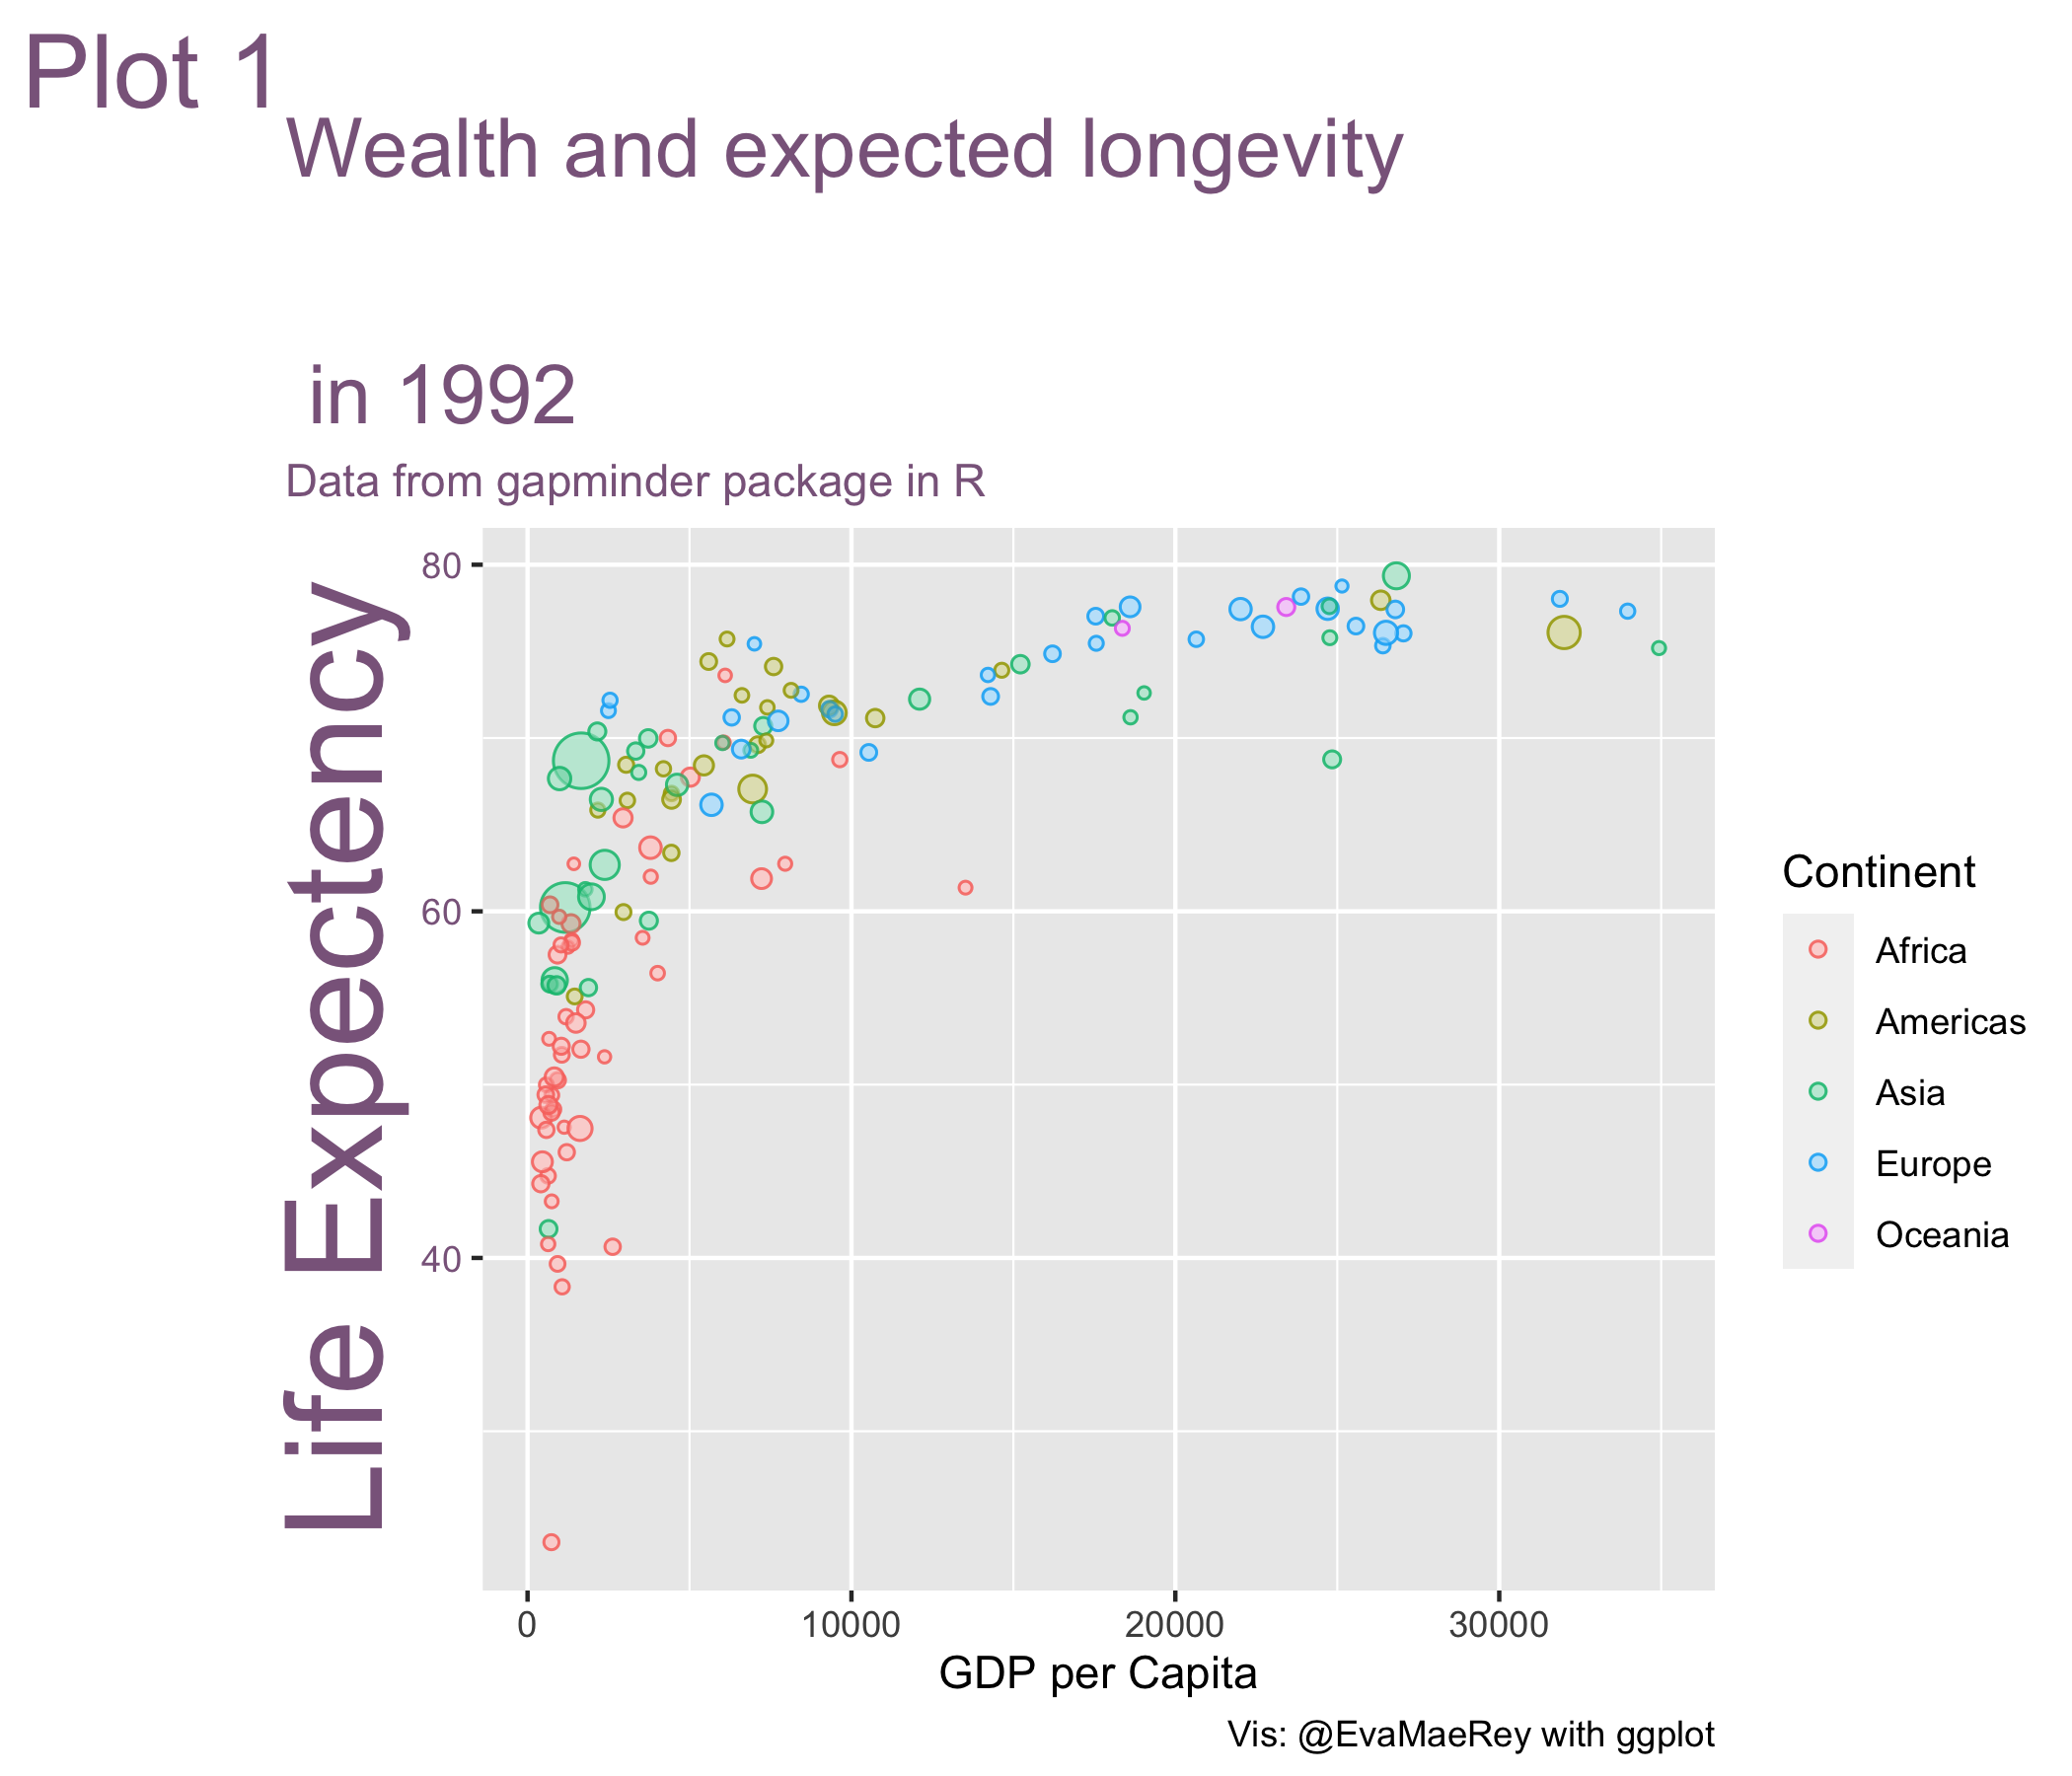 Plot 1
Wealth and expected longevity
in 1992
Data from gapminder package in R
Life Expectency
80
60
40
0 10000 20000 30000
GDP per Capita
Continent
Africa
Americas
Asia
Europe
Oceania
Vis: @EvaMaeRey with ggplot